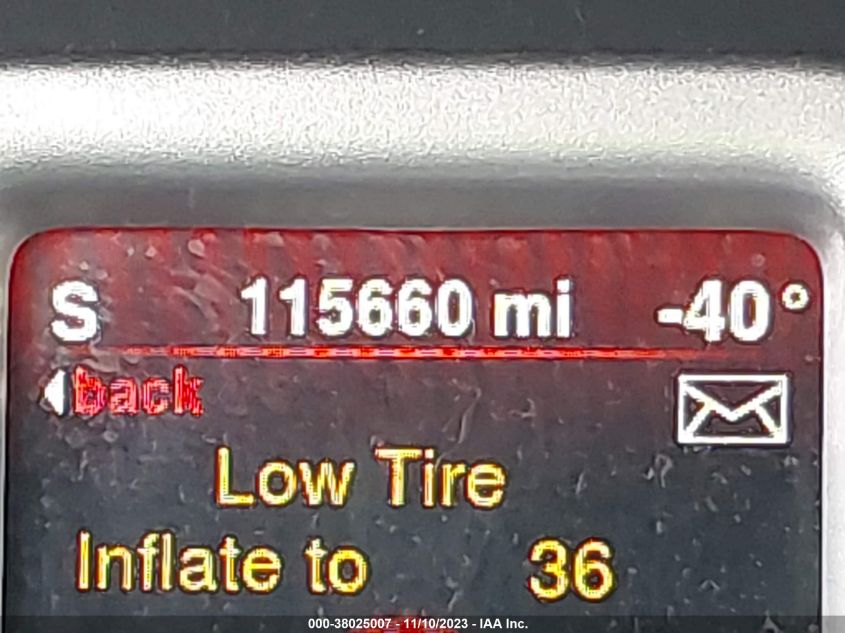 S 115660 mi -40°
back
Low Tire
Inflate to 36
000-38025007 - 11/10/2023 - IAA Inc.